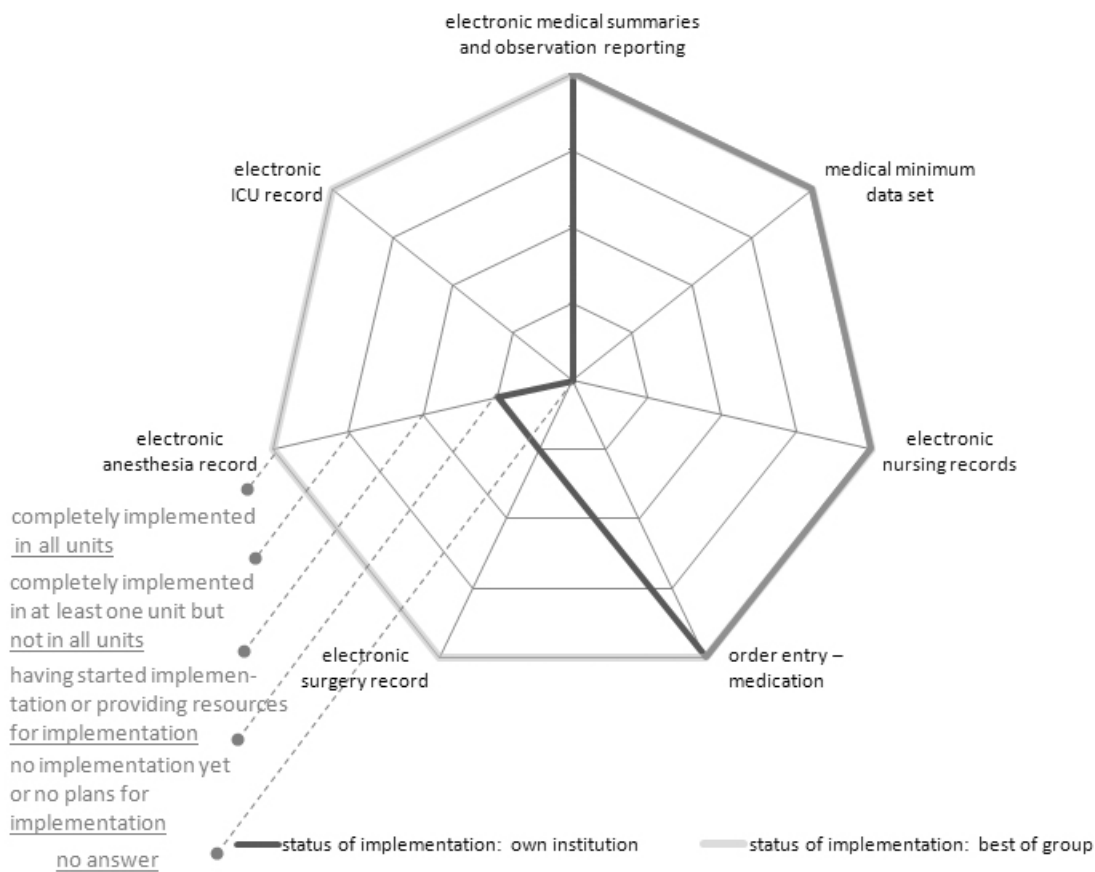 electronic medical summaries
and observation reporting
electronic
ICU record
medical minimum
data set
electronic
anesthesia record
electronic
nursing records
completely implemented
in all units
completely implemented
in at least one unit but
not in all units
having started implemen-
tation or providing resources
for implementation
no implementation yet
or no plans for
implementation
no answer
electronic
surgery record
order entry –
medication
status of implementation: own institution
status of implementation: best of group